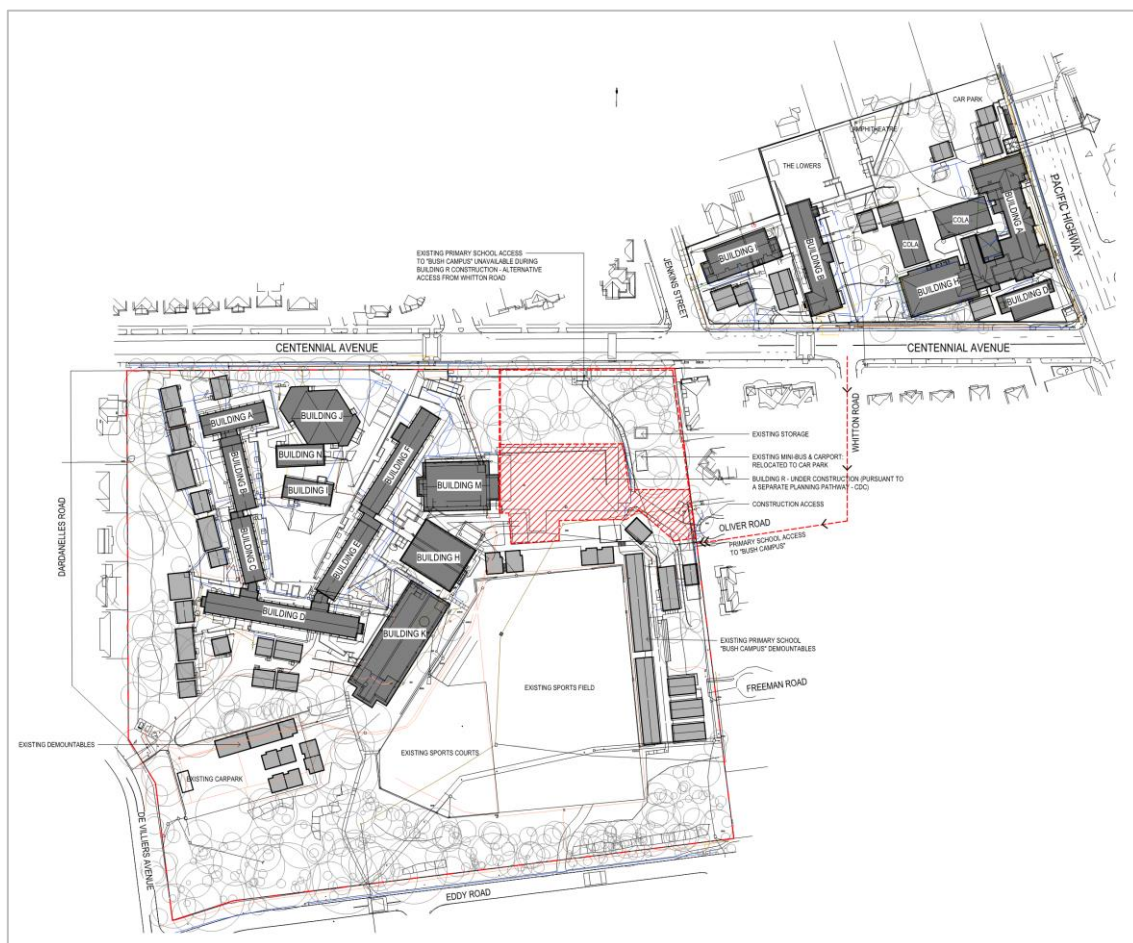 CAR PARK
AMPHITHEATRE
THE LOWERS
BUILDING A
PACIFIC HIGHWAY
COLA
COLA
BUILDING I
BUILDING B
BUILDING H
BUILDING D
JENKINS STREET
EXISTING PRIMARY SCHOOL ACCESS
TO "BUSH CAMPUS" UNAVAILABLE DURING
BUILDING R CONSTRUCTION - ALTERNATIVE
ACCESS FROM WHITTON ROAD
CENTENNIAL AVENUE
CENTENNIAL AVENUE
WHITTON ROAD
BUILDING A
BUILDING J
BUILDING N
BUILDING F
BUILDING B
BUILDING I
BUILDING M
EXISTING STORAGE
EXISTING MINI-BUS & CARPORT:
RELOCATED TO CAR PARK
BUILDING R - UNDER CONSTRUCTION (PURSUANT TO
A SEPARATE PLANNING PATHWAY - CDC)
CONSTRUCTION ACCESS
OLIVER ROAD
PRIMARY SCHOOL ACCESS
TO "BUSH CAMPUS"
DARDANELLES ROAD
BUILDING C
BUILDING E
BUILDING H
BUILDING D
BUILDING K
EXISTING PRIMARY SCHOOL
"BUSH CAMPUS" DEMOUNTABLES
FREEMAN ROAD
EXISTING SPORTS FIELD
EXISTING DEMOUNTABLES
EXISTING SPORTS COURTS
EXISTING CARPARK
DE VILLIERS AVENUE
EDDY ROAD